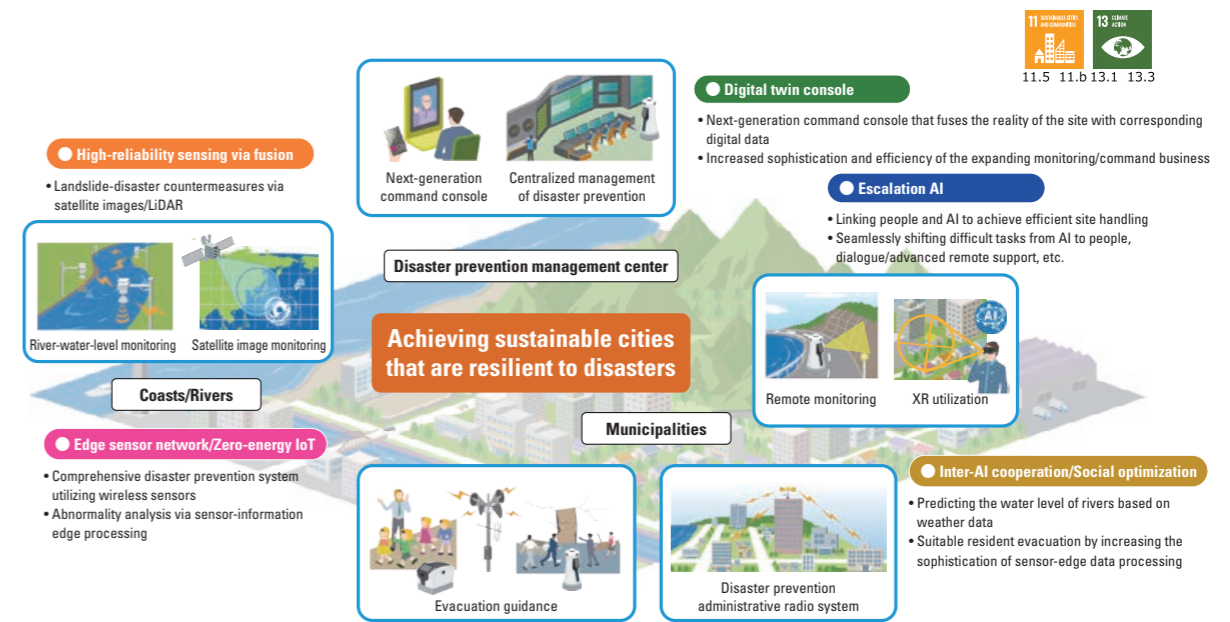 11 SUSTAINABLE CITIES
AND COMMUNITIES
13 CLIMATE
ACTION
11.5 11.b 13.1 13.3
Digital twin console
• Next-generation command console that fuses the reality of the site with corresponding
digital data
• Increased sophistication and efficiency of the expanding monitoring/command business
Next-generation
command console
Centralized management
of disaster prevention
High-reliability sensing via fusion
• Landslide-disaster countermeasures via
satellite images/LiDAR
River-water-level monitoring
Satellite image monitoring
Escalation AI
• Linking people and AI to achieve efficient site handling
• Seamlessly shifting difficult tasks from AI to people,
dialogue/advanced remote support, etc.
Disaster prevention management center
AI
Remote monitoring
XR utilization
Achieving sustainable cities
that are resilient to disasters
Coasts/Rivers
Municipalities
Edge sensor network/Zero-energy IoT
• Comprehensive disaster prevention system
utilizing wireless sensors
• Abnormality analysis via sensor-information
edge processing
Evacuation guidance
Disaster prevention
administrative radio system
Inter-AI cooperation/Social optimization
• Predicting the water level of rivers based on
weather data
• Suitable resident evacuation by increasing the
sophistication of sensor-edge data processing